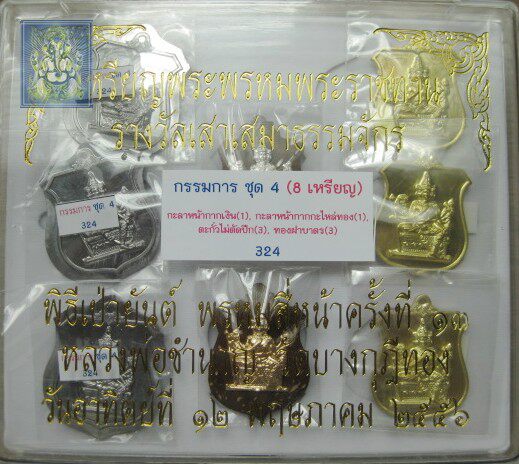 เหรียญพระพรหมพระราชทาน
รางวัลเสาเสมาธรรมจักร
324
กรรมการ ชุด 4
324
กรรมการ ชุด 4 (8 เหรียญ)
กะลาหน้ากากเงิน(1), กะลาหน้ากากกะไหล่ทอง(1),
ตะกั่วไม่ตัดปีก(3), ทองฝาบาตร(3)
324
พิธีเป่ายันต์ พรหมสี่หน้าครั้งที่ ๑๓
324
หลวงพ่อชำนาญ วัดบางกุฎีทอง
วันอาทิตย์ที่ ๑๒ พฤษภาคม ๒๕๕๖